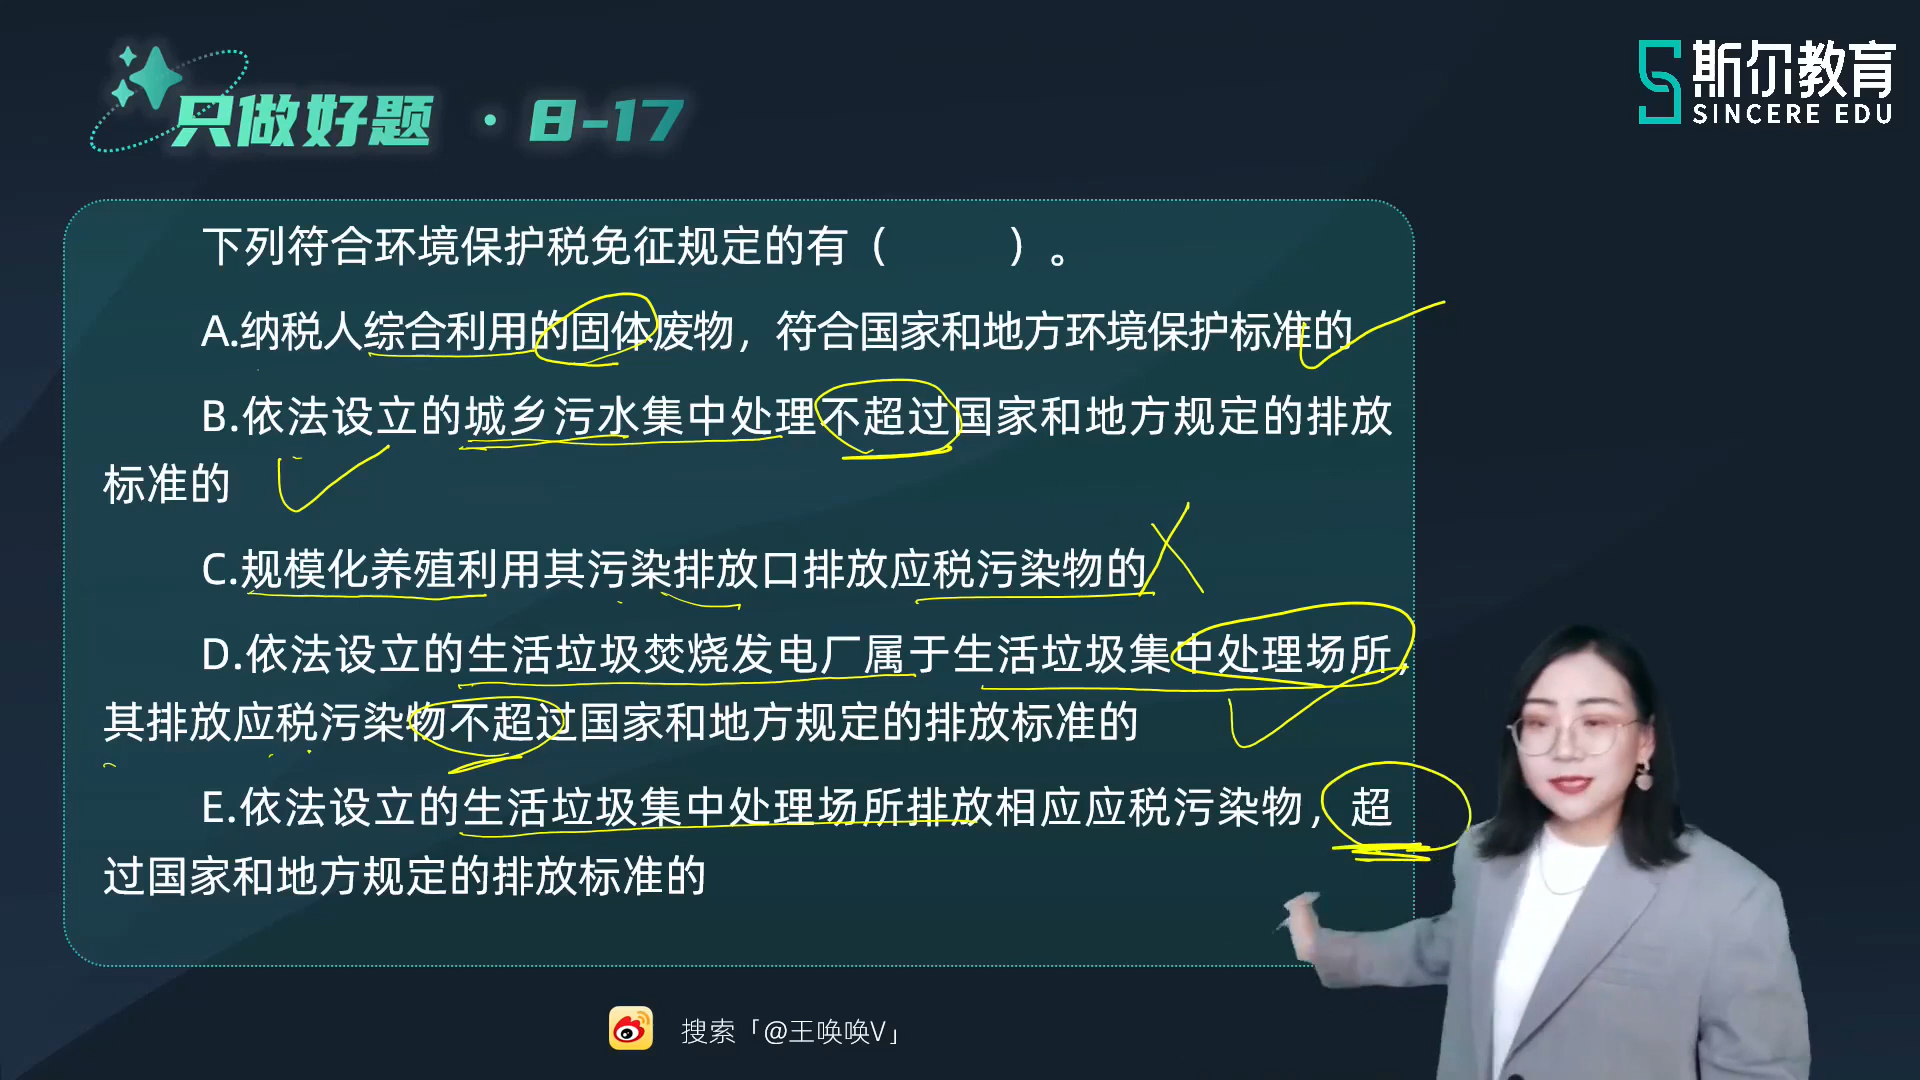 斯尔教育
SINCERE EDU
只做好题 · 8-17
下列符合环境保护税免征规定的有（ ）。
A.纳税人综合利用的固体废物，符合国家和地方环境保护标准的
B.依法设立的城乡污水集中处理不超过国家和地方规定的排放
标准的
C.规模化养殖利用其污染排放口排放应税污染物的
D.依法设立的生活垃圾焚烧发电厂属于生活垃圾集中处理场所，
其排放应税污染物不超过国家和地方规定的排放标准的
E.依法设立的生活垃圾集中处理场所排放相应应税污染物，超
过国家和地方规定的排放标准的
搜索「@王唤唤V」